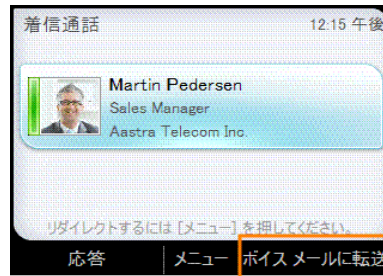 着信通話 12:15 午後
Martin Pedersen
Sales Manager
Aastra Telecom Inc.
リダイレクトするには [メニュー] を押してください。
応答 メニュー ボイス メールに転送